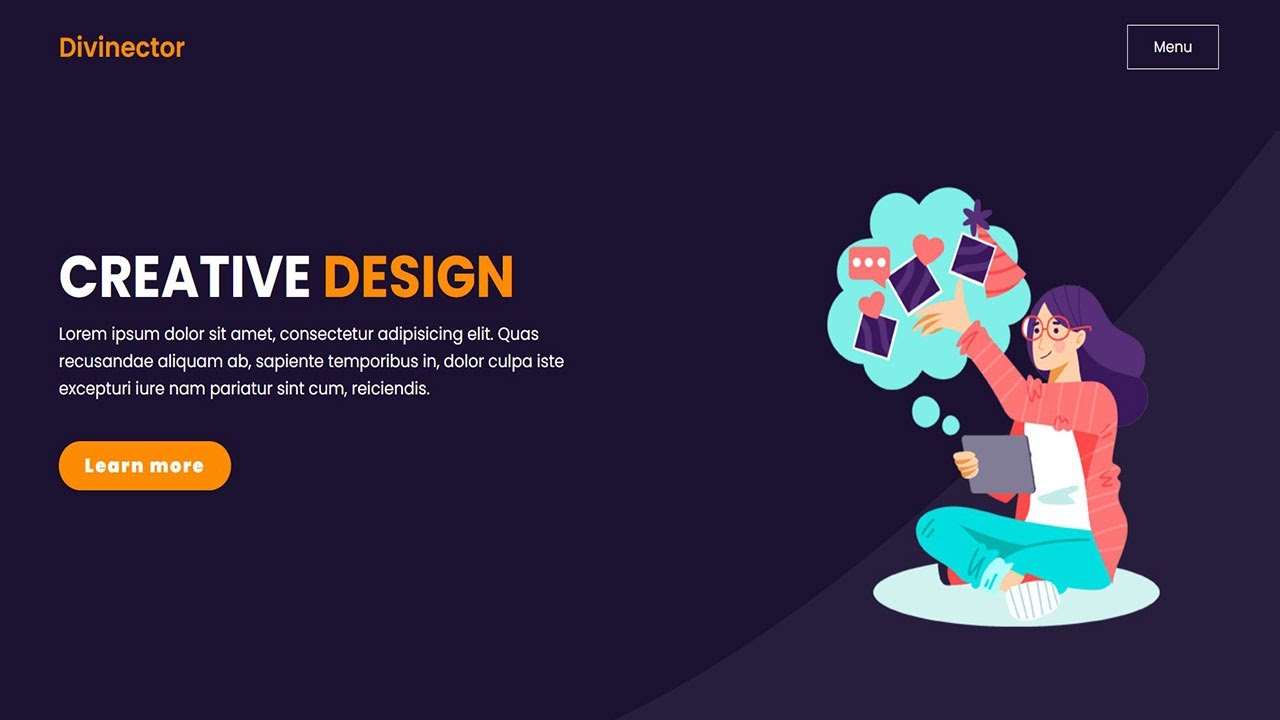 Divinector
Menu
CREATIVE DESIGN
Lorem ipsum dolor sit amet, consectetur adipisicing elit. Quas
recusandae aliquam ab, sapiente temporibus in, dolor culpa iste
excepturi iure nam pariatur sint cum, reiciendis.
Learn more